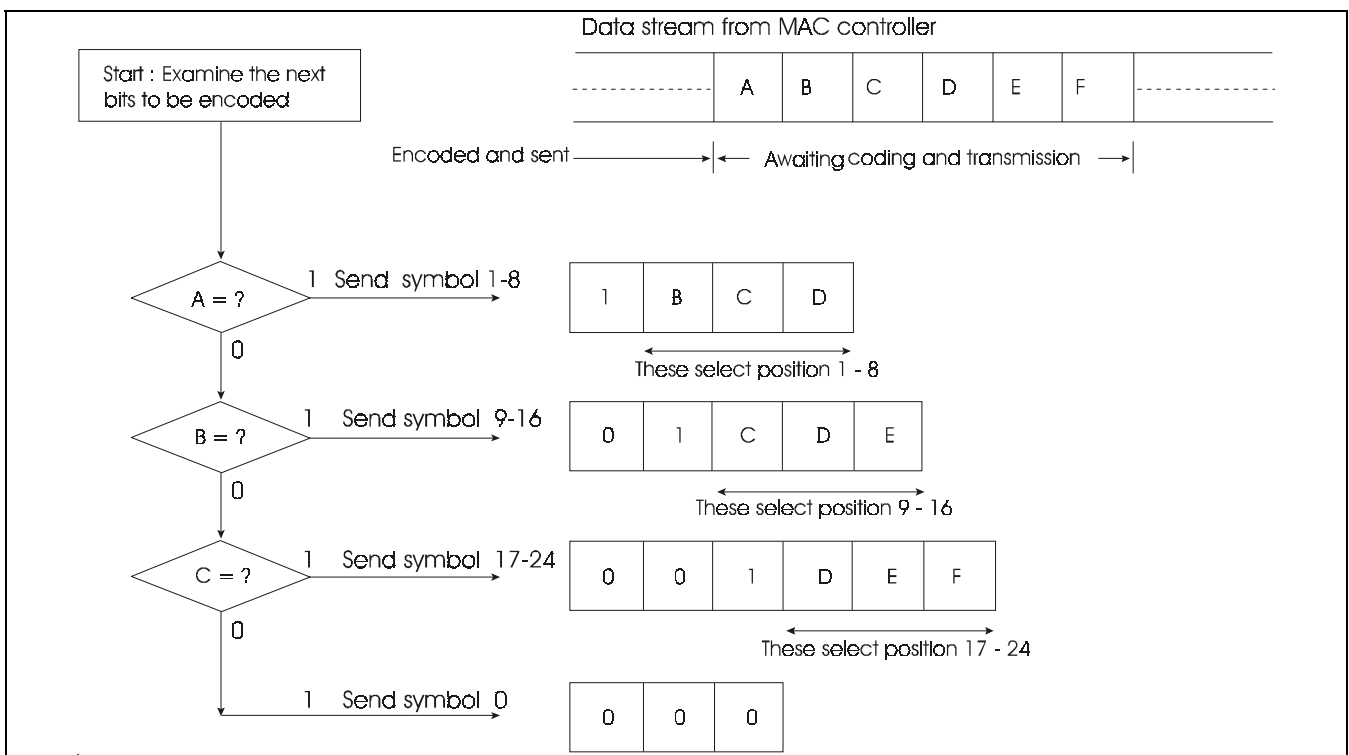 Data stream from MAC controller
Start : Examine the next
bits to be encoded
A B C D E F
Encoded and sent
Awaiting coding and transmission
A = ?
1 Send symbol 1-8
1 B C D
0
These select position 1 - 8
B = ?
1 Send symbol 9-16
0 1 C D E
0
These select position 9 - 16
C = ?
1 Send symbol 17-24
0 0 1 D E F
0
These select position 17 - 24
1 Send symbol 0
0 0 0